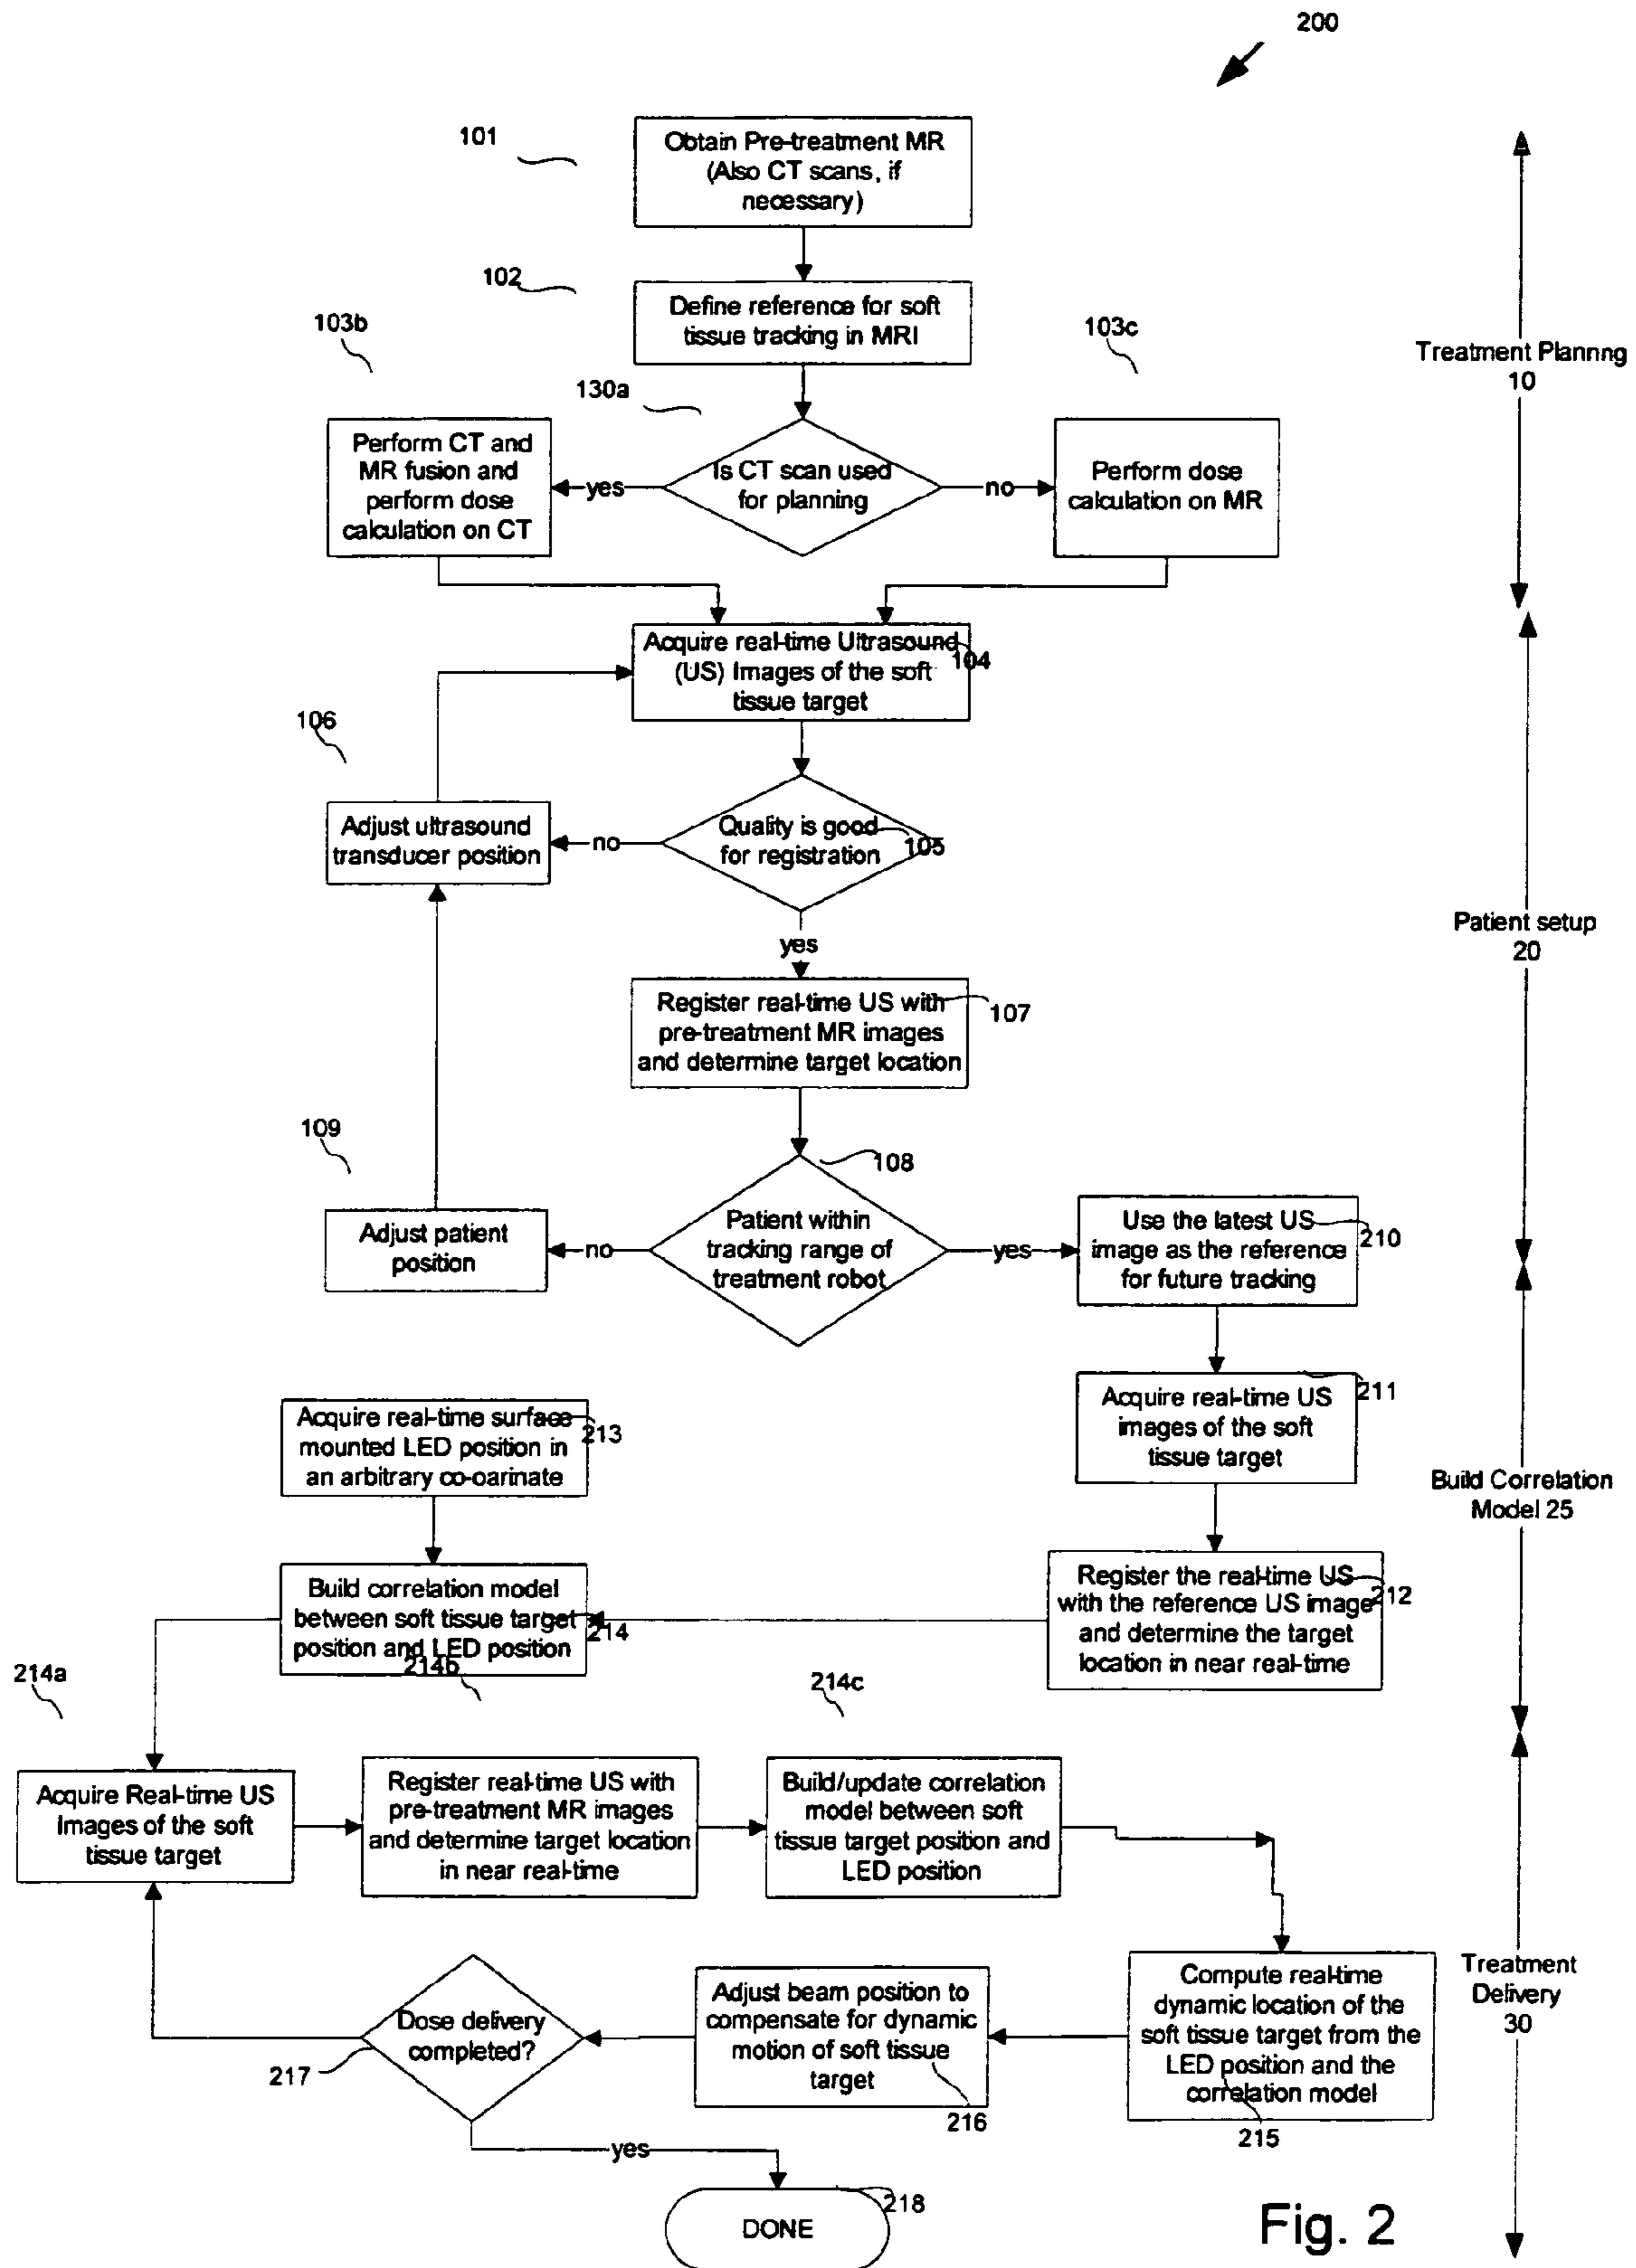 200
101
Obtain Pre-treatment MR
(Also CT scans, if
necessary)
102
Define reference for soft
tissue tracking in MRI
103b
103c
130a
Treatment Plannng
10
Perform CT and
MR fusion and
perform dose
calculation on CT
yes
Is CT scan used
for planning
no
Perform dose
calculation on MR
Acquire real-time Ultrasound
(US) Images of the soft
tissue target
104
106
Adjust ultrasound
transducer position
no
Quality is good
for registration
105
yes
Patient setup
20
Register real-time US with
pre-treatment MR images
and determine target location
107
109
108
Adjust patient
position
no
Patient within
tracking range of
treatment robot
yes
Use the latest US
image as the reference
for future tracking
210
Acquire real-time US
images of the soft
tissue target
211
Acquire real-time surface
mounted LED position in
an arbitrary co-oarinate
213
Build Correlation
Model 25
Build correlation model
between soft tissue target
position and LED position
214
Register the real-time US
with the reference US image
and determine the target
location in near real-time
212
214a
214b
214c
Acquire Real-time US
Images of the soft
tissue target
Register real-time US with
pre-treatment MR images
and determine target location
in near real-time
Build/update correlation
model between soft
tissue target position and
LED position
Treatment
Delivery
30
Compute real-time
dynamic location of the
soft tissue target from the
LED position and the
correlation model
215
Adjust beam position to
compensate for dynamic
motion of soft tissue
target
216
Dose delivery
completed?
217
yes
218
DONE
Fig. 2